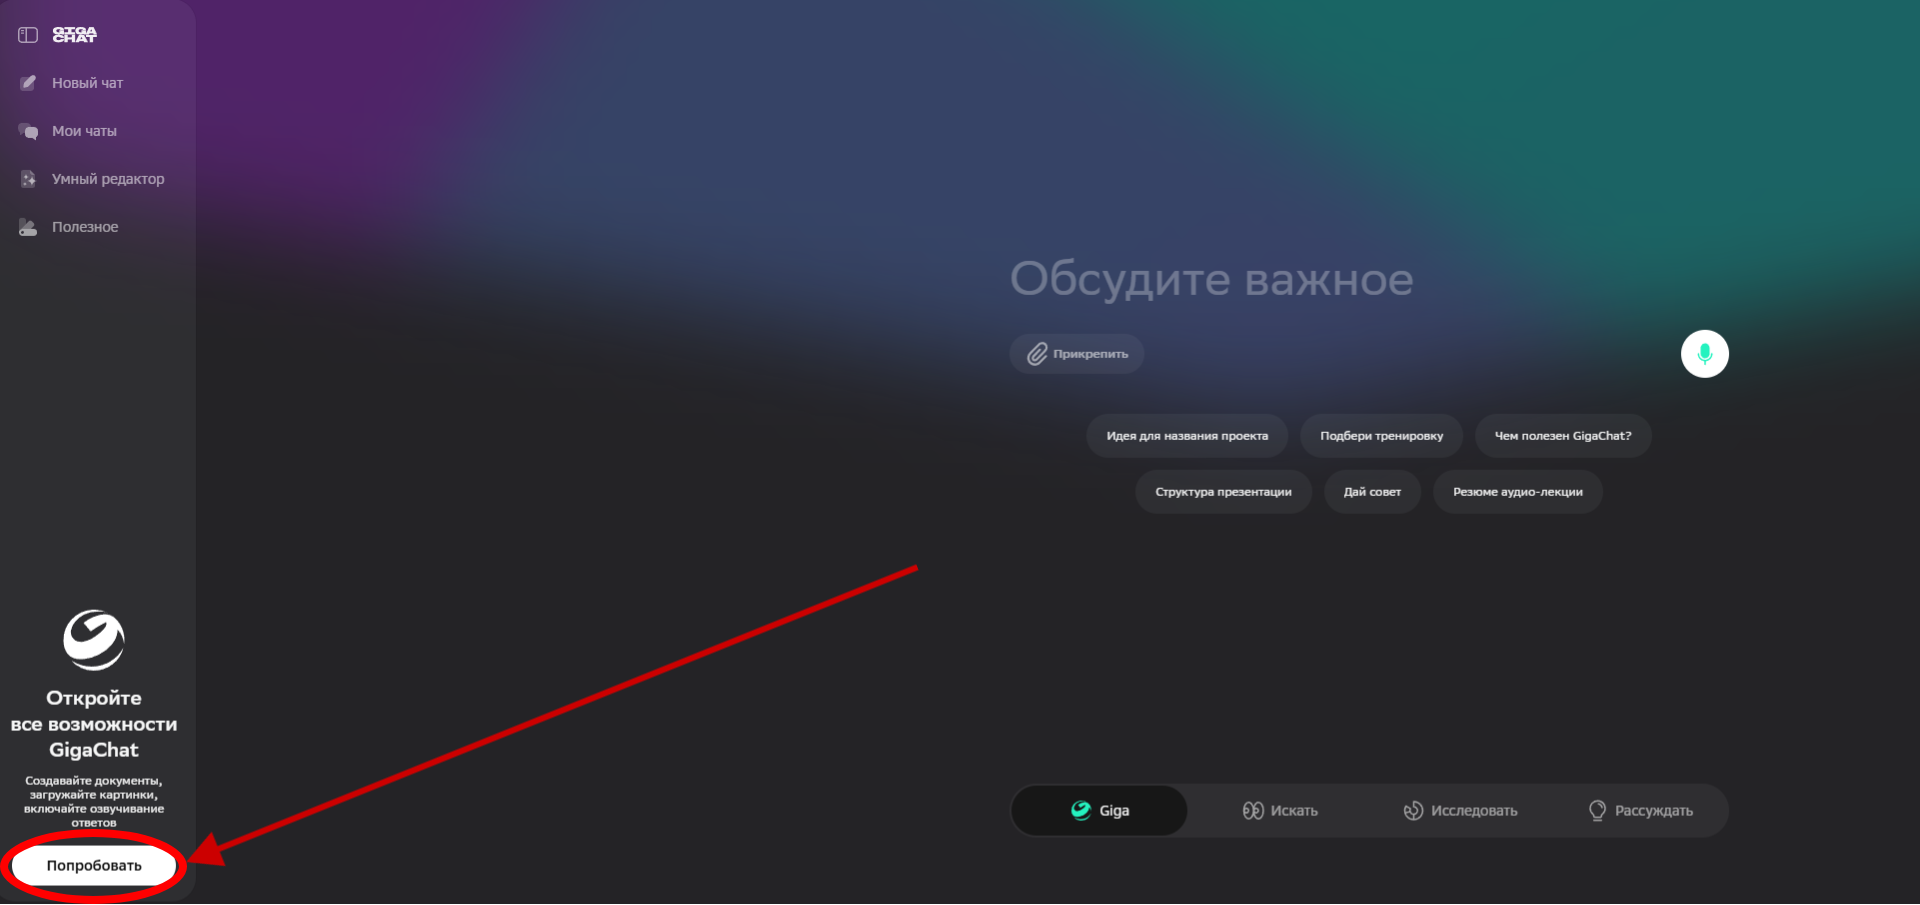 GIGA
CHAT
Новый чат
Мои чаты
Умный редактор
Полезное
Обсудите важное
Прикрепить
Идея для названия проекта
Подбери тренировку
Чем полезен GigaChat?
Структура презентации
Дай совет
Резюме аудио-лекции
Откройте
все возможности
GigaChat
Создавайте документы,
загружайте картинки,
включайте озвучивание
ответов
Попробовать
Giga
Искать
Исследовать
Рассуждать